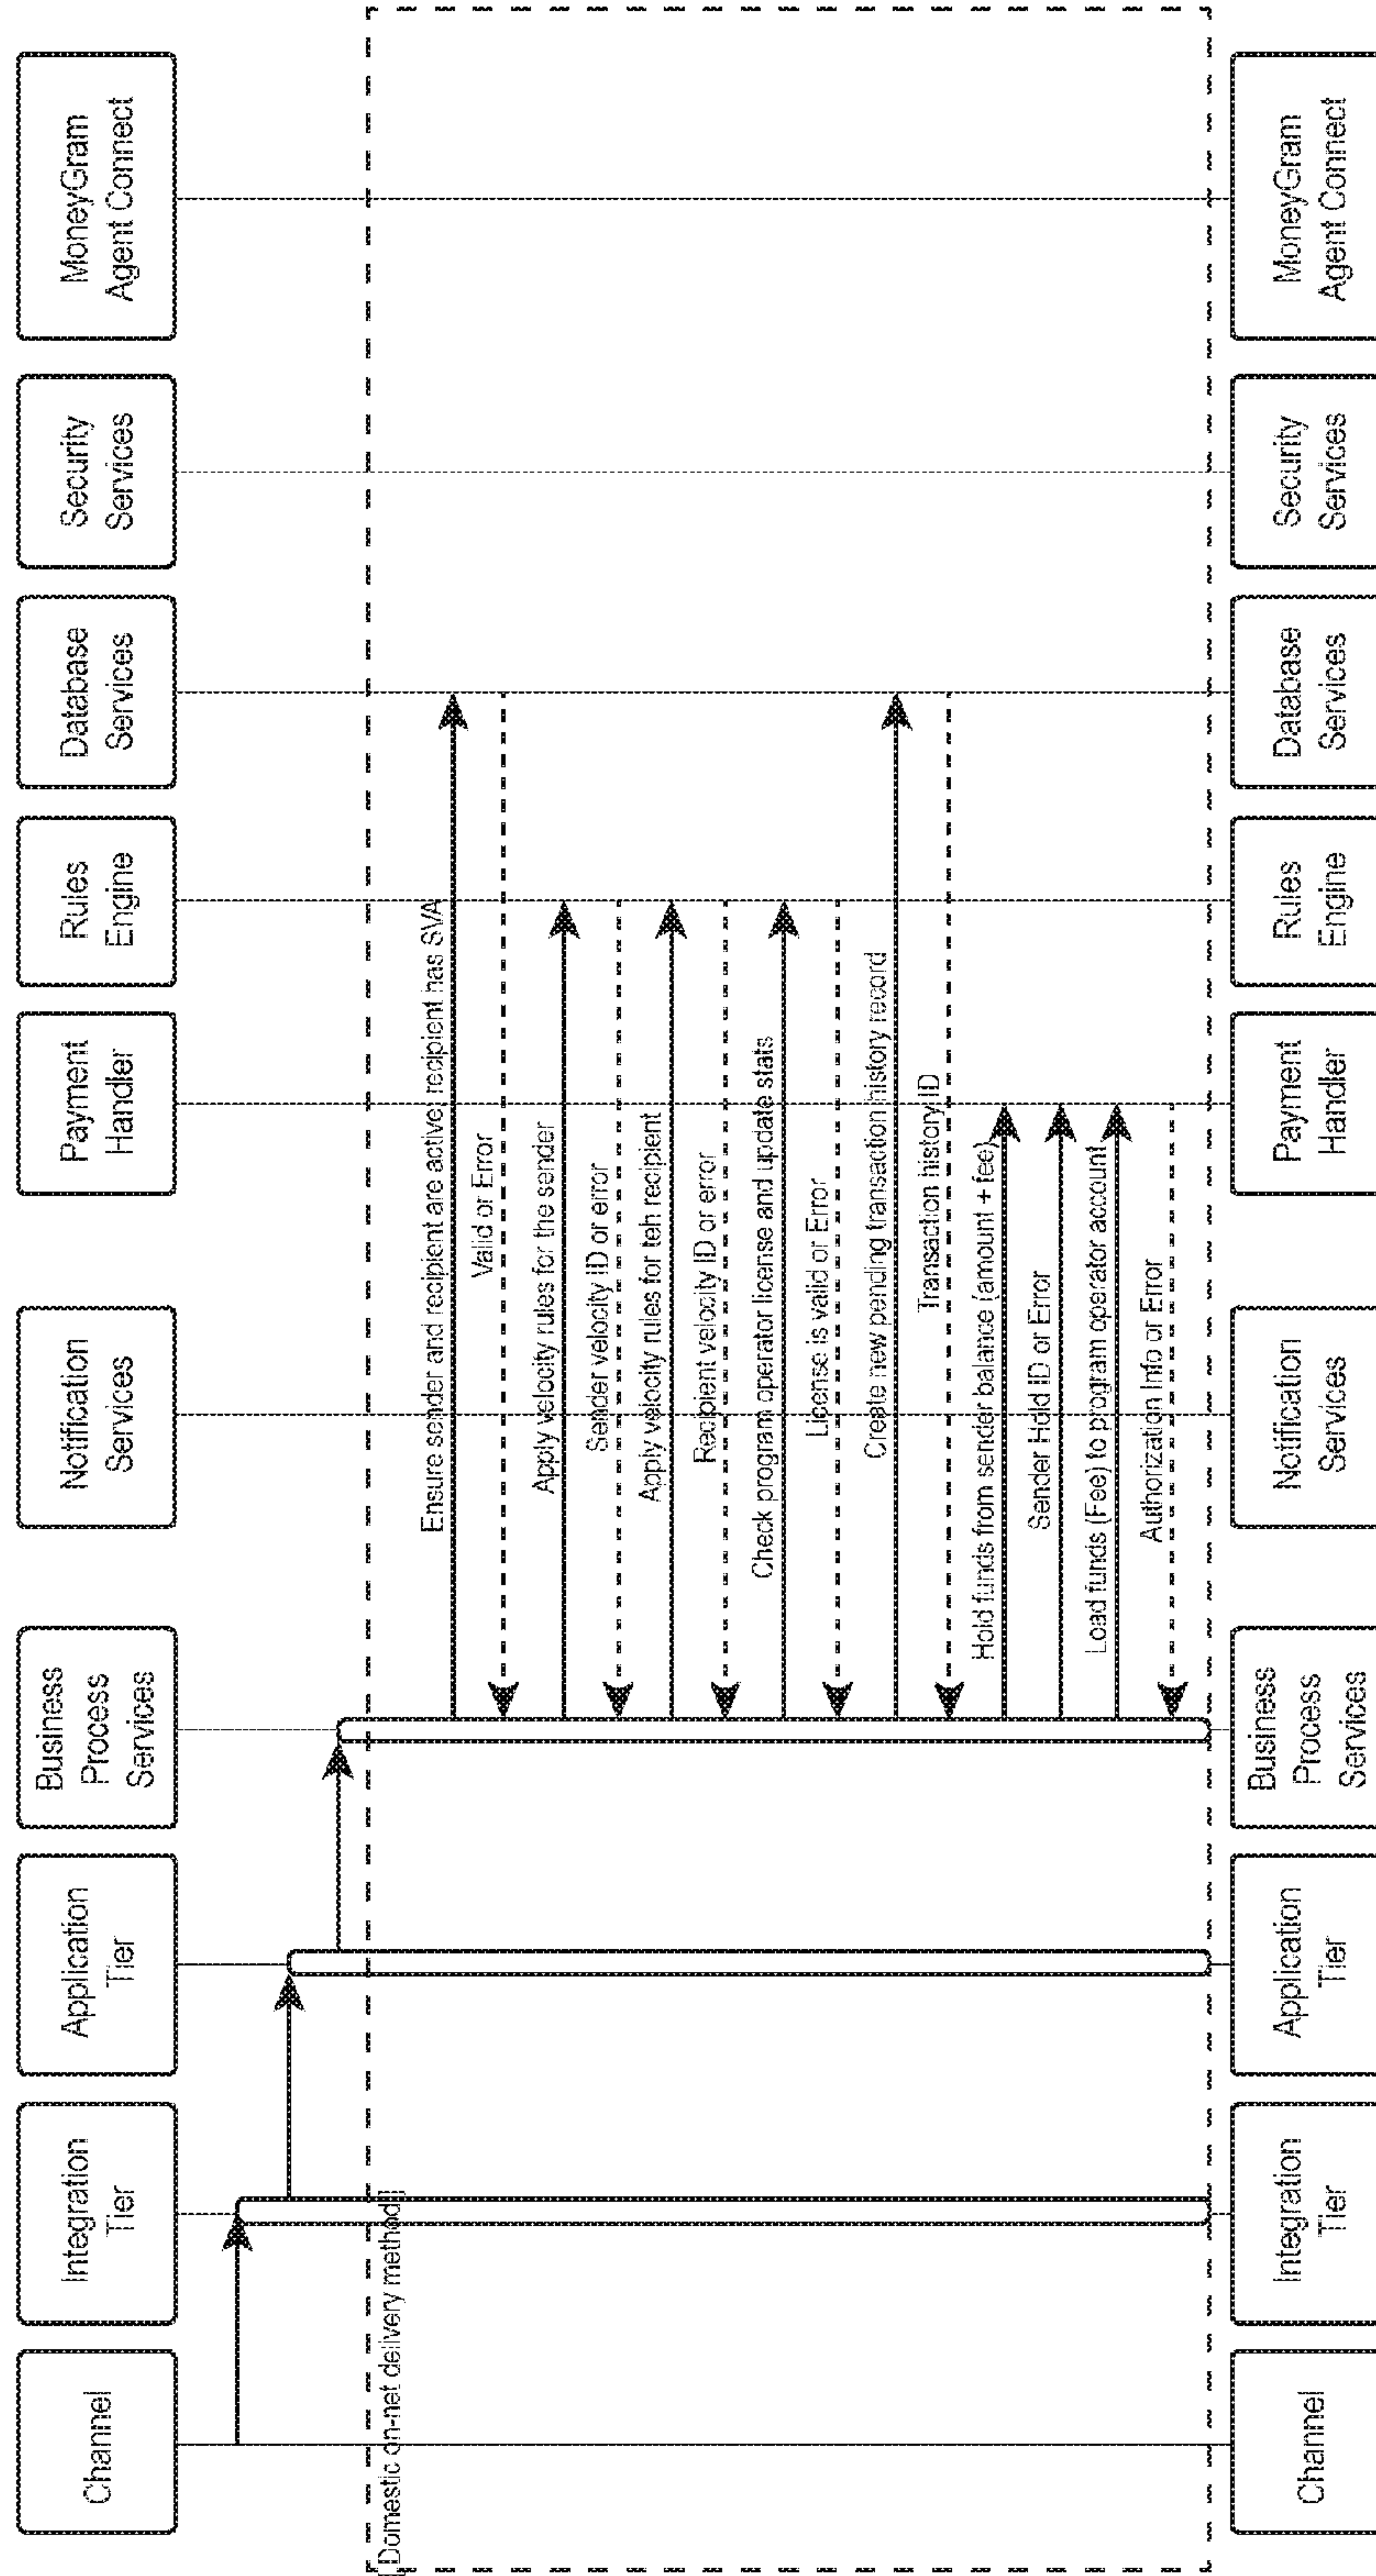 Channel
Integration
Tier
Application
Tier
Business
Process
Services
Notification
Services
Payment
Handler
Rules
Engine
Database
Services
Security
Services
MoneyGram
Agent Connect
[Domestic on-net delivery method]
Ensure sender and recipient are active, recipient has SVA
Valid or Error
Apply velocity rules for the sender
Sender velocity ID or error
Apply velocity rules for teh recipient
Recipient velocity ID or error
Check program operator license and update stats
License is valid or Error
Create new pending transaction history record
Transaction history ID
Hold funds from sender balance (amount + fee)
Sender Hold ID or Error
Load funds (Fee) to program operator account
Authorization Info or Error
Channel
Integration
Tier
Application
Tier
Business
Process
Services
Notification
Services
Payment
Handler
Rules
Engine
Database
Services
Security
Services
MoneyGram
Agent Connect